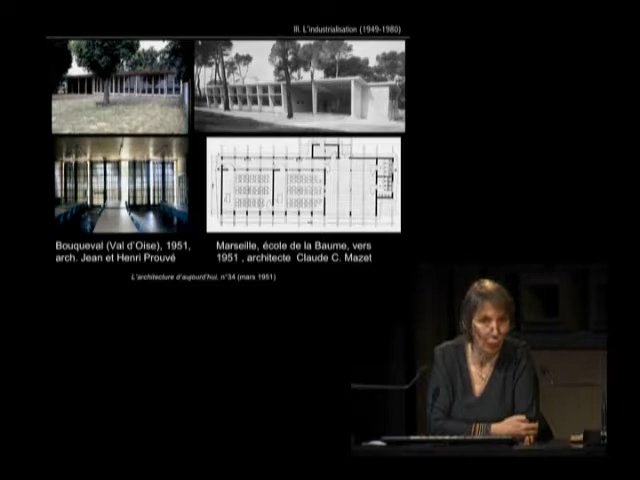 III. L'industrialisation (1949-1980)
Bouqueval (Val d'Oise), 1951,
arch. Jean et Henri Prouvé
Marseille, école de la Baume, vers
1951 , architecte Claude C. Mazet
L'architecture d'aujourd'hui, n°34 (mars 1951)